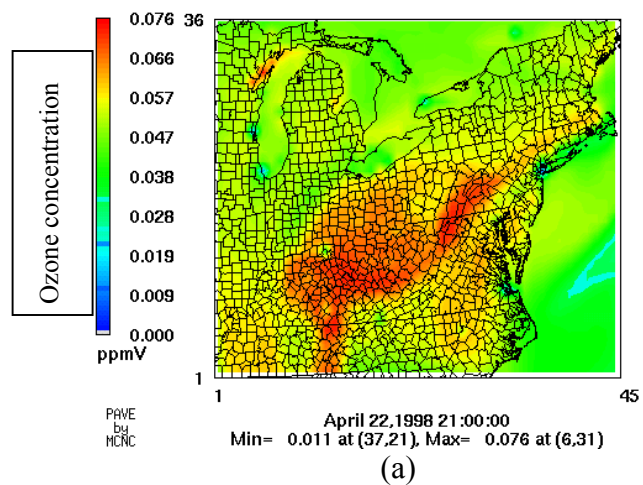 Ozone concentration
0.076
0.066
0.057
0.047
0.038
0.028
0.019
0.009
0.000
ppmV
PAVE
by
MCNC
36
1
1
45
April 22,1998 21:00:00
Min= 0.011 at (37,21), Max= 0.076 at (6,31)
(a)